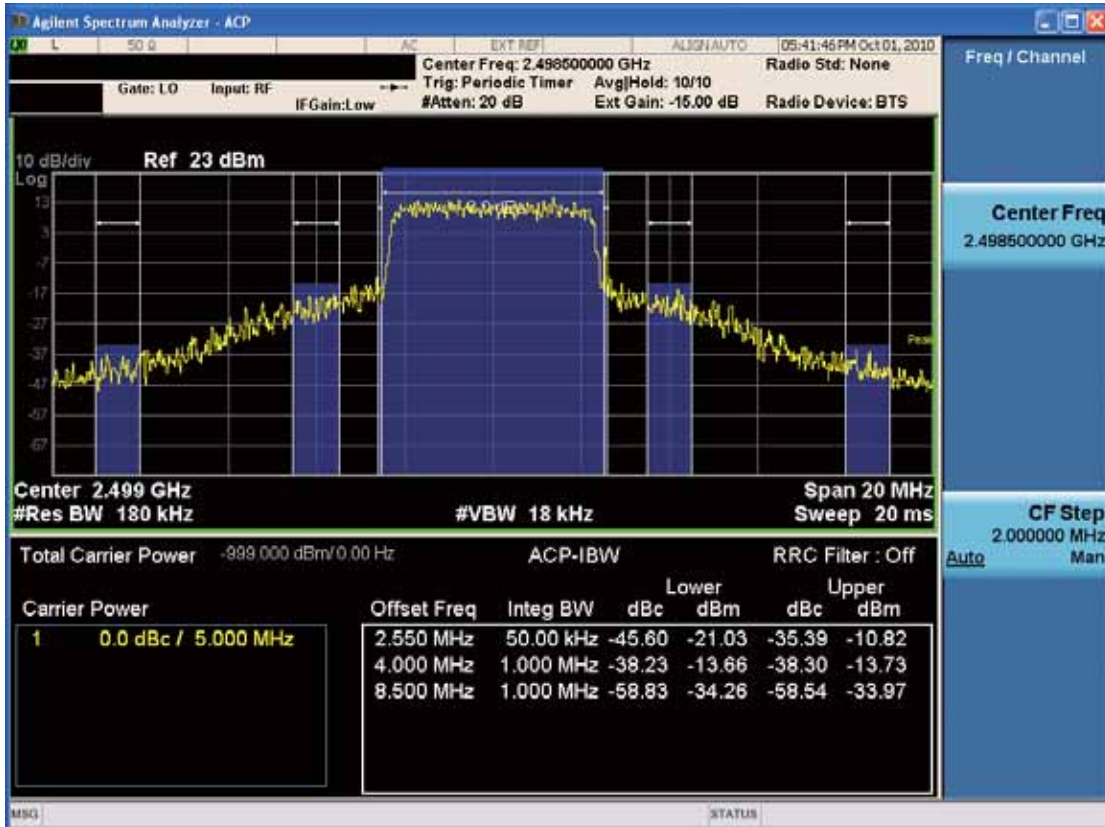 Agilent Spectrum Analyzer - ACP
L 50 Ω AC EXT REF ALIGN AUTO 05:41:46 PM Oct 01, 2010
Center Freq: 2.498500000 GHz Radio Std: None
Gate: LO Input: RF Trig: Periodic Timer Avg|Hold: 10/10
IFGain:Low #Atten: 20 dB Ext Gain: -15.00 dB Radio Device: BTS
10 dB/div Ref 23 dBm
Log
13
3
-7
-17
-27
-37
-47
-57
-67
Center 2.499 GHz Span 20 MHz
#Res BW 180 kHz #VBW 18 kHz Sweep 20 ms
Total Carrier Power -999.000 dBm/ 0.00 Hz ACP-IBW RRC Filter : Off
Lower Upper
Carrier Power Offset Freq Integ BW dBc dBm dBc dBm
1 0.0 dBc / 5.000 MHz
2.550 MHz 50.00 kHz -45.60 -21.03 -35.39 -10.82
4.000 MHz 1.000 MHz -38.23 -13.66 -38.30 -13.73
8.500 MHz 1.000 MHz -58.83 -34.26 -58.54 -33.97
MSG STATUS
Freq / Channel
Center Freq
2.498500000 GHz
CF Step
2.000000 MHz
Auto Man